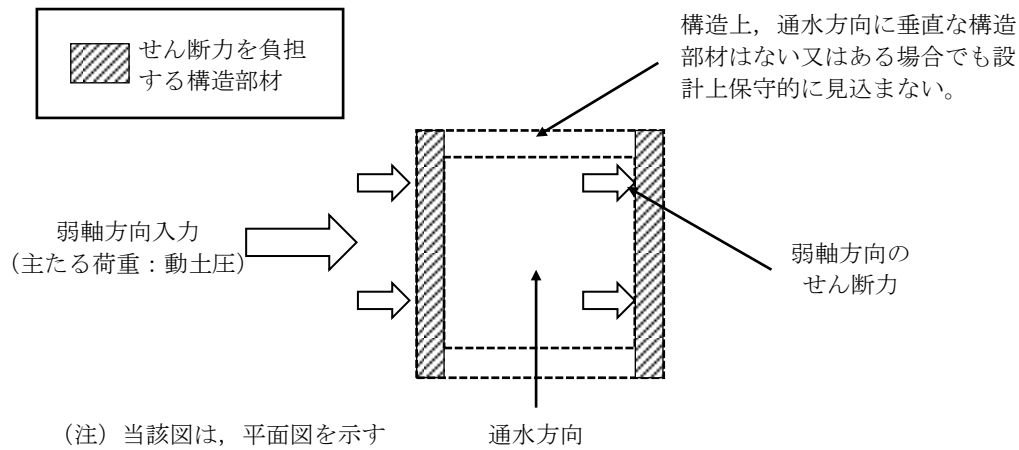 せん断力を負担
する構造部材
構造上，通水方向に垂直な構造
部材はない又はある場合でも設
計上保守的に見込まない。
弱軸方向入力
（主たる荷重：動土圧）
弱軸方向の
せん断力
（注）当該図は，平面図を示す
通水方向